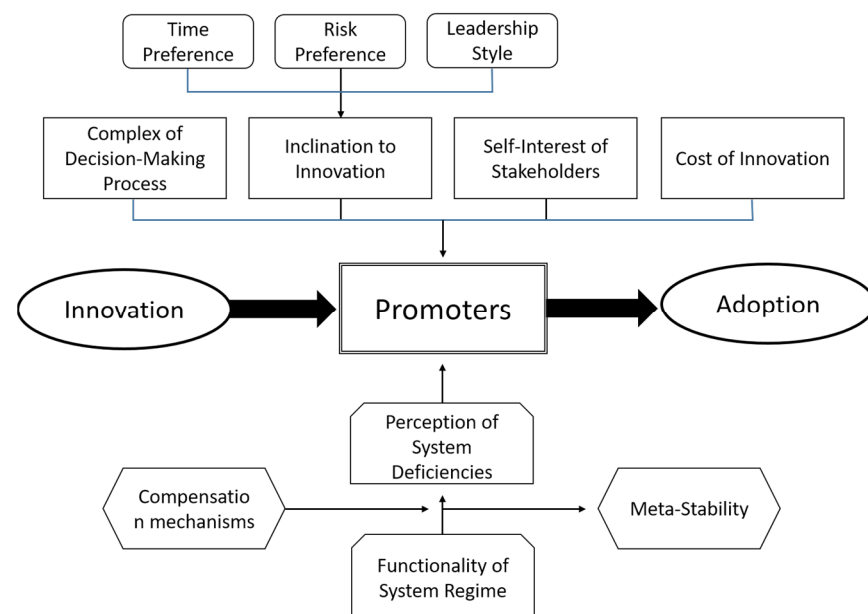 Time
Preference
Risk
Preference
Leadership
Style
Complex of
Decision-Making
Process
Inclination to
Innovation
Self-Interest of
Stakeholders
Cost of Innovation
Innovation
Promoters
Adoption
Perception of
System
Deficiencies
Compensatio
n mechanisms
Meta-Stability
Functionality of
System Regime